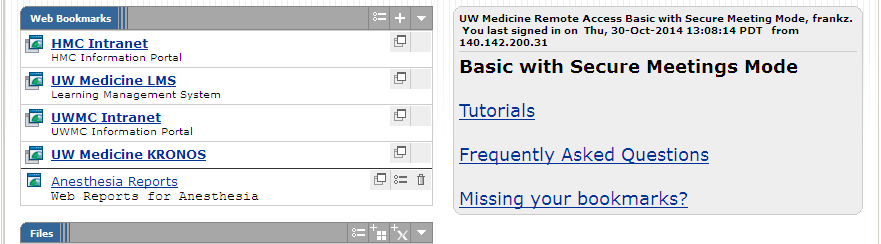 Web Bookmarks
HMC Intranet
HMC Information Portal
UW Medicine LMS
Learning Management System
UWMC Intranet
UWMC Information Portal
UW Medicine KRONOS
Anesthesia Reports
Web Reports for Anesthesia
Files
UW Medicine Remote Access Basic with Secure Meeting Mode, frankz.
You last signed in on Thu, 30-Oct-2014 13:08:14 PDT from
140.142.200.31
Basic with Secure Meetings Mode
Tutorials
Frequently Asked Questions
Missing your bookmarks?